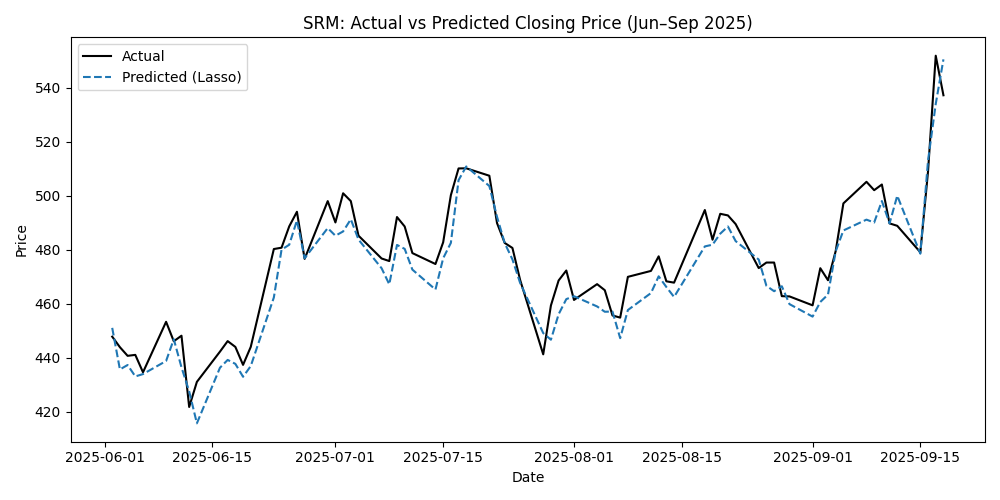 SRM: Actual vs Predicted Closing Price (Jun–Sep 2025)
Actual
Predicted (Lasso)
Price
540
520
500
480
460
440
420
2025-06-01 2025-06-15 2025-07-01 2025-07-15 2025-08-01 2025-08-15 2025-09-01 2025-09-15
Date